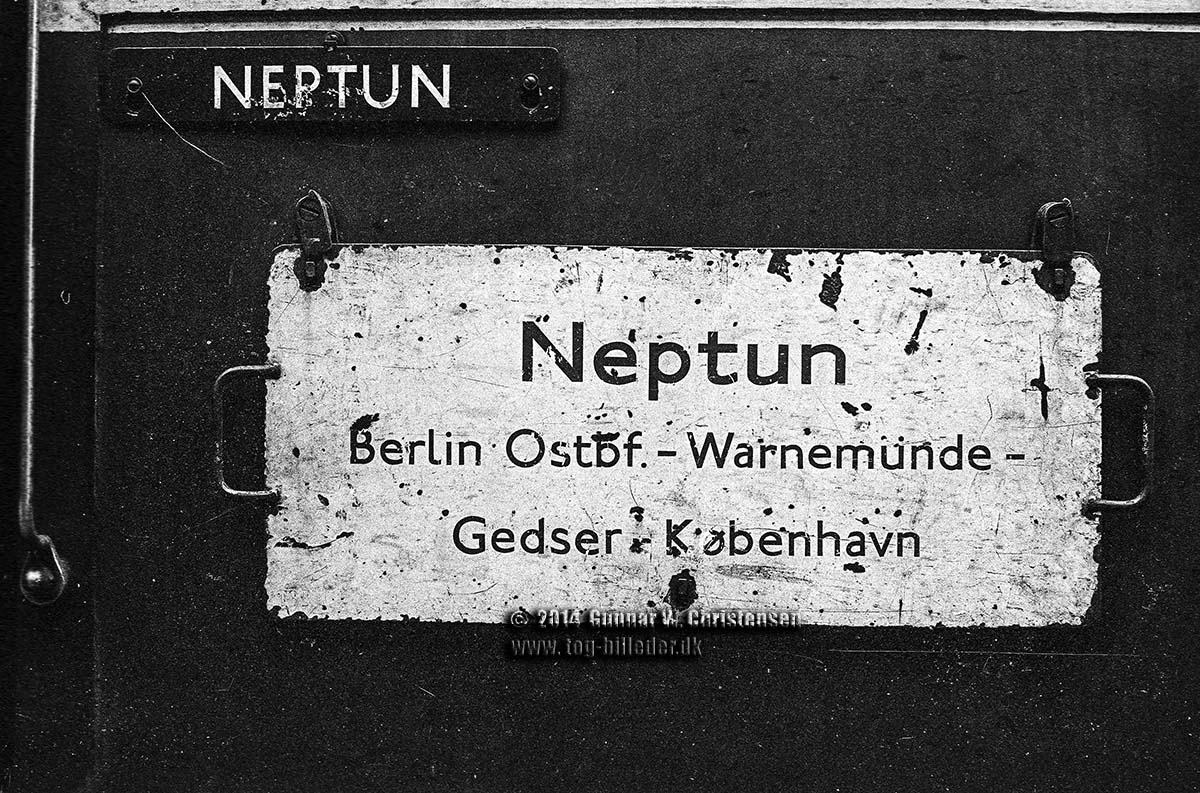 NEPTUN
Neptun
Berlin Ostbf. - Warnemünde -
Gedser - København
© 2014 Gunnar W. Christensen
www.tog-billeder.dk